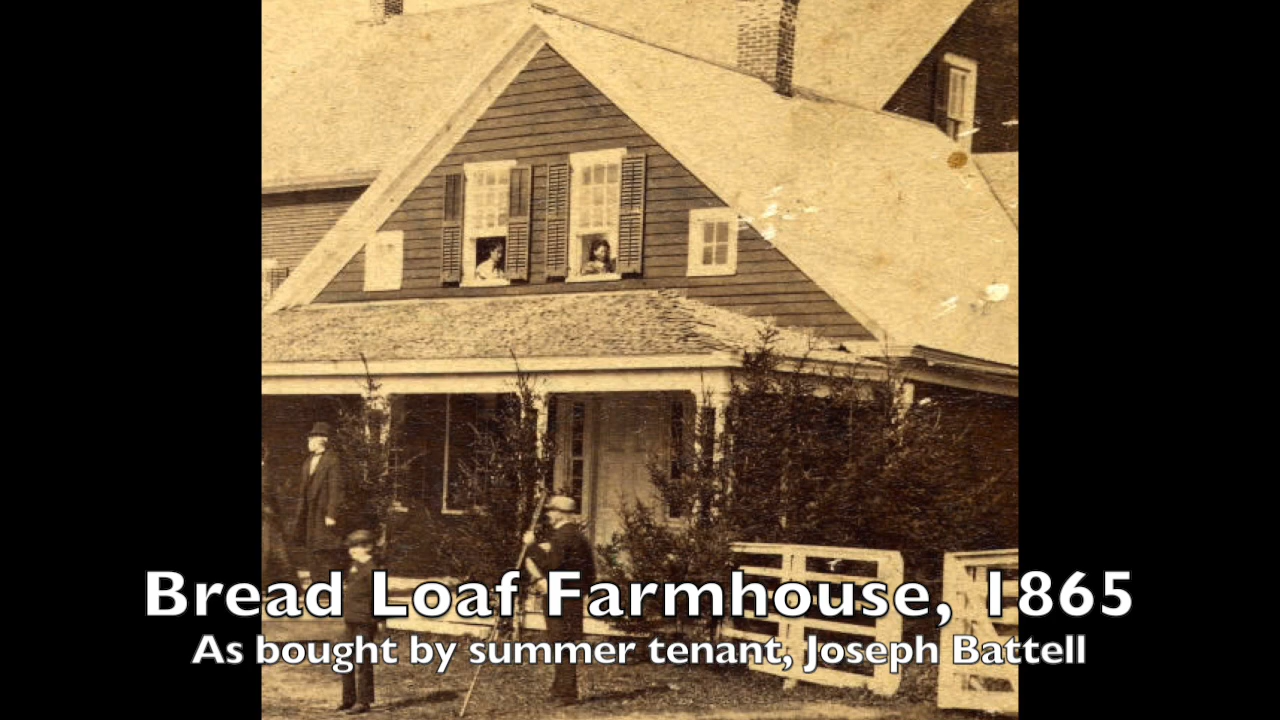 Bread Loaf Farmhouse, 1865
As bought by summer tenant, Joseph Battell